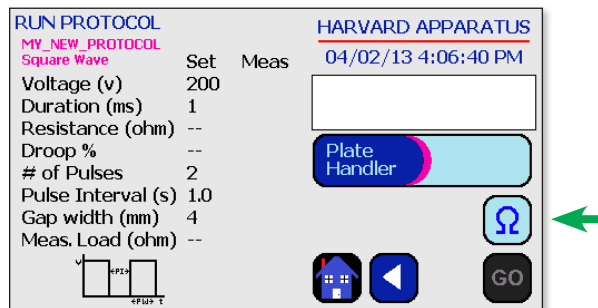 RUN PROTOCOL
MY_NEW_PROTOCOL
Square Wave Set Meas
Voltage (v) 200
Duration (ms) 1
Resistance (ohm) --
Droop % --
# of Pulses 2
Pulse Interval (s) 1.0
Gap width (mm) 4
Meas. Load (ohm) --
V
←PI→
←PW→ t
HARVARD APPARATUS
04/02/13 4:06:40 PM
Plate
Handler
Ω
GO